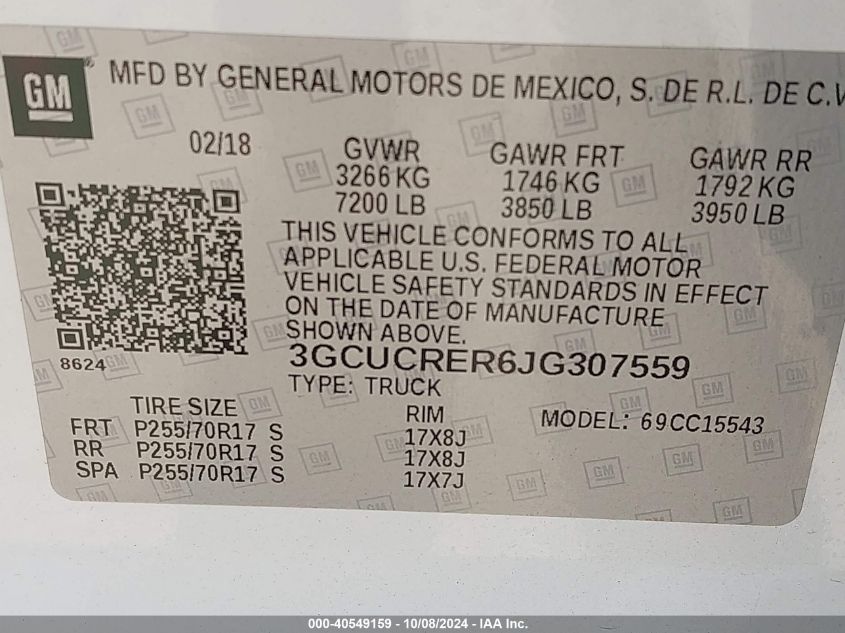 GM ® MFD BY GENERAL MOTORS DE MEXICO, S. DE R.L. DE C.V
02/18 GVWR GAWR FRT GAWR RR
3266 KG 1746 KG 1792 KG
7200 LB 3850 LB 3950 LB
THIS VEHICLE CONFORMS TO ALL
APPLICABLE U.S. FEDERAL MOTOR
VEHICLE SAFETY STANDARDS IN EFFECT
ON THE DATE OF MANUFACTURE
SHOWN ABOVE.
8624 3GCUCRER6JG307559
TYPE: TRUCK
TIRE SIZE RIM MODEL: 69CC15543
FRT P255/70R17 S 17X8J
RR P255/70R17 S 17X8J
SPA P255/70R17 S 17X7J
000-40549159 - 10/08/2024 - IAA Inc.